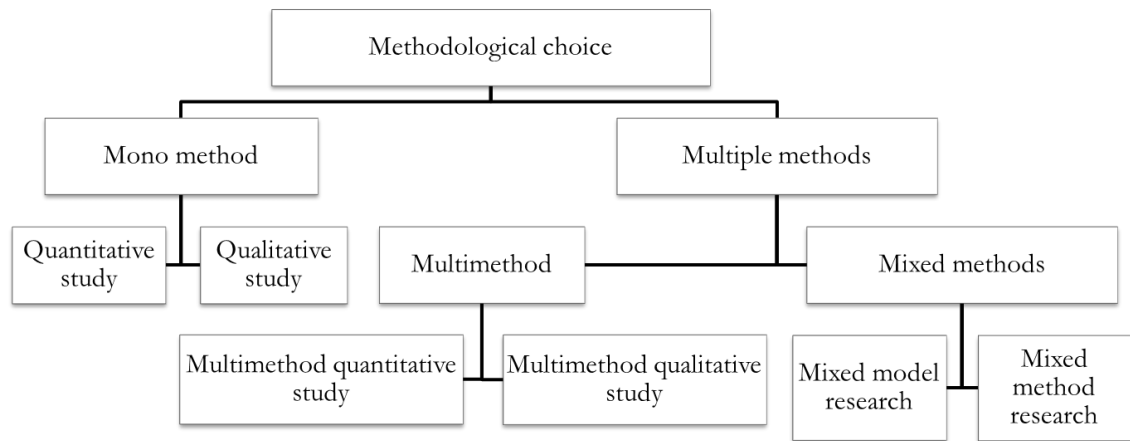 Methodological choice
Mono method
Multiple methods
Quantitative
study
Qualitative
study
Multimethod
Mixed methods
Multimethod quantitative
study
Multimethod qualitative
study
Mixed model
research
Mixed
method
research